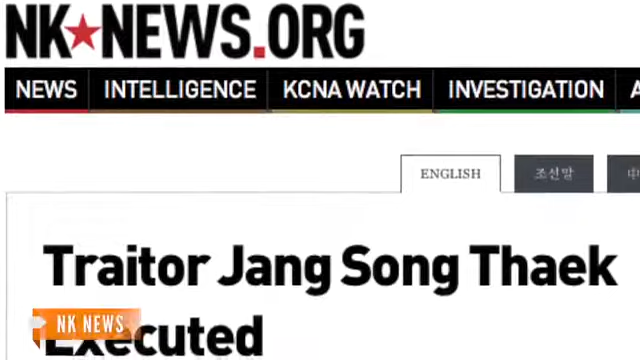 NK★NEWS.ORG
NEWS INTELLIGENCE KCNA WATCH INVESTIGATION
ENGLISH 조선말 中
Traitor Jang Song Thaek
Executed
NK NEWS